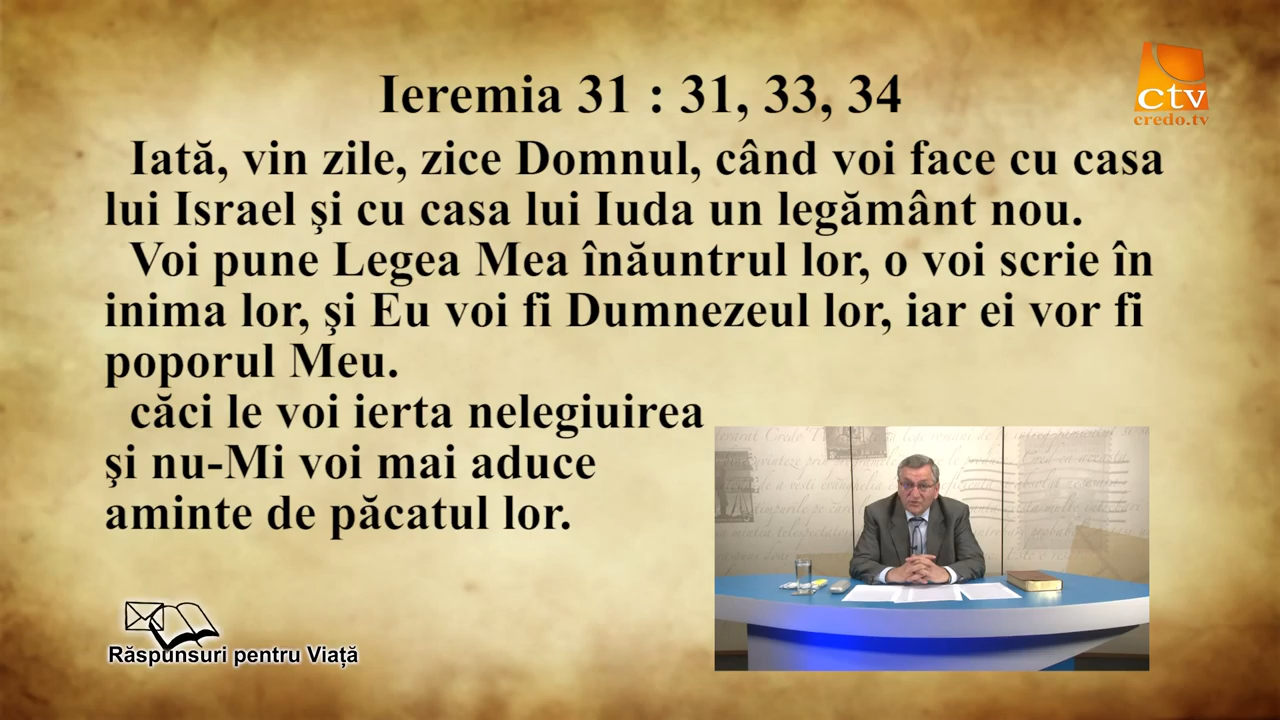 Ieremia 31 : 31, 33, 34
ctv
credo.tv
Iată, vin zile, zice Domnul, când voi face cu casa
lui Israel şi cu casa lui Iuda un legământ nou.
Voi pune Legea Mea înăuntrul lor, o voi scrie în
inima lor, şi Eu voi fi Dumnezeul lor, iar ei vor fi
poporul Meu.
căci le voi ierta nelegiuirea
şi nu-Mi voi mai aduce
aminte de păcatul lor.
Răspunsuri pentru Viață